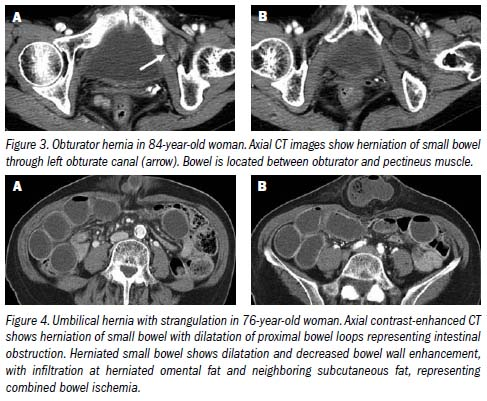 A
B
Figure 3. Obturator hernia in 84-year-old woman. Axial CT images show herniation of small bowel
through left obturate canal (arrow). Bowel is located between obturator and pectineus muscle.
A
B
Figure 4. Umbilical hernia with strangulation in 76-year-old woman. Axial contrast-enhanced CT
shows herniation of small bowel with dilatation of proximal bowel loops representing intestinal
obstruction. Herniated small bowel shows dilatation and decreased bowel wall enhancement,
with infiltration at herniated omental fat and neighboring subcutaneous fat, representing
combined bowel ischemia.